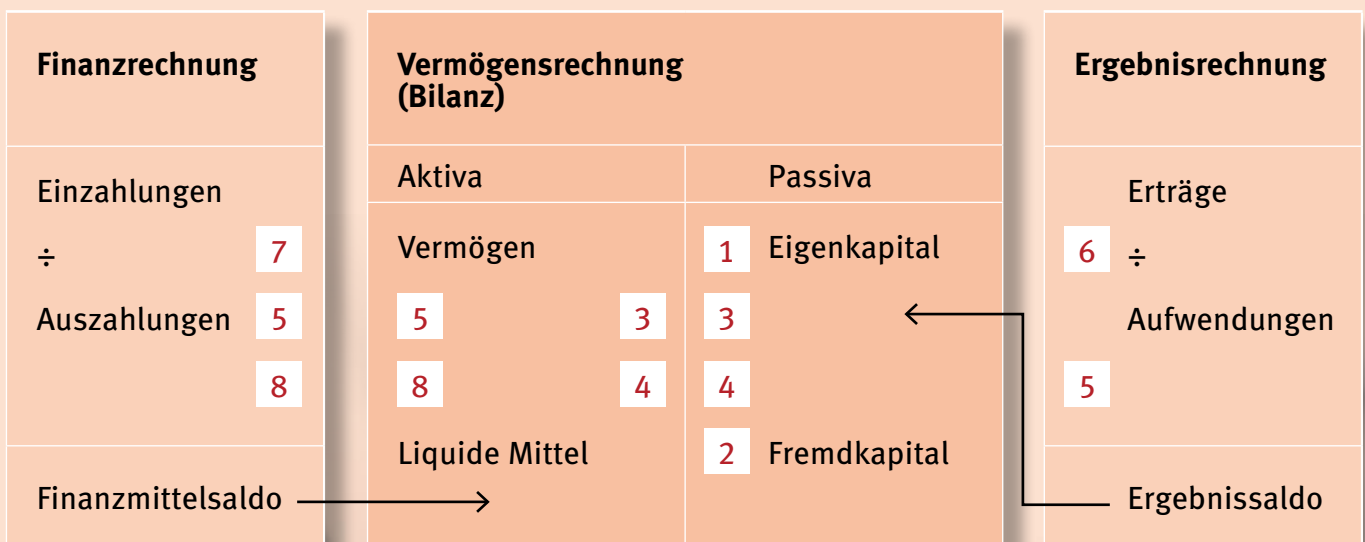 Finanzrechnung
Einzahlungen
÷ 7
Auszahlungen 5
8
Finanzmittelsaldo
Vermögensrechnung
(Bilanz)
Aktiva Passiva
Vermögen 1 Eigenkapital
5 3 3
8 4 4
Liquide Mittel 2 Fremdkapital
Ergebnisrechnung
Erträge
6 ÷
Aufwendungen
5
Ergebnissaldo